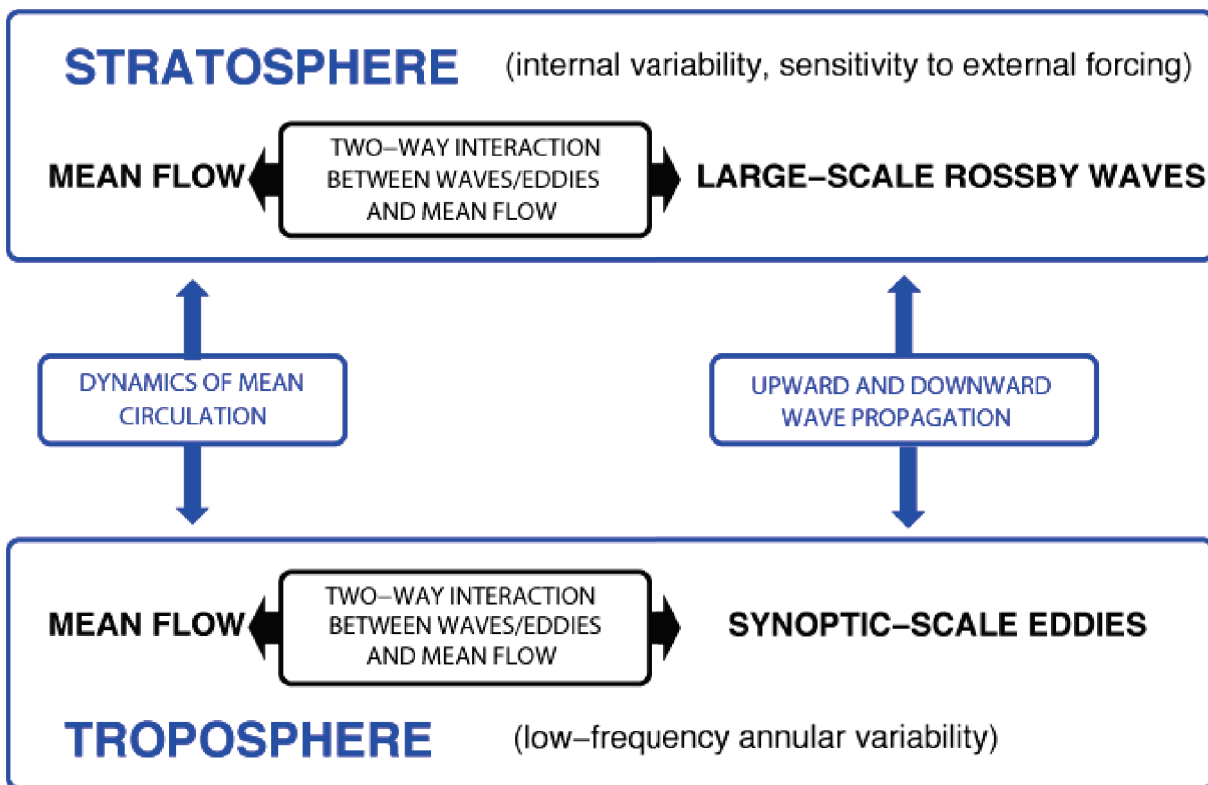 STRATOSPHERE (internal variability, sensitivity to external forcing)
MEAN FLOW
TWO–WAY INTERACTION
BETWEEN WAVES/EDDIES
AND MEAN FLOW
LARGE–SCALE ROSSBY WAVES
DYNAMICS OF MEAN
CIRCULATION
UPWARD AND DOWNWARD
WAVE PROPAGATION
MEAN FLOW
TWO–WAY INTERACTION
BETWEEN WAVES/EDDIES
AND MEAN FLOW
SYNOPTIC–SCALE EDDIES
TROPOSPHERE (low–frequency annular variability)